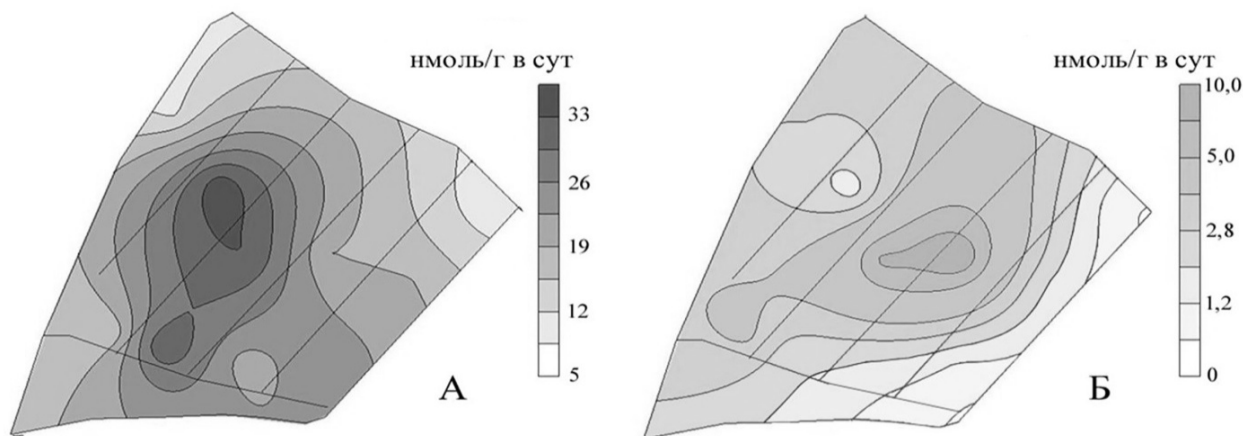 нмоль/г в сут
33
26
19
12
5
А
нмоль/г в сут
10,0
5,0
2,8
1,2
0
Б